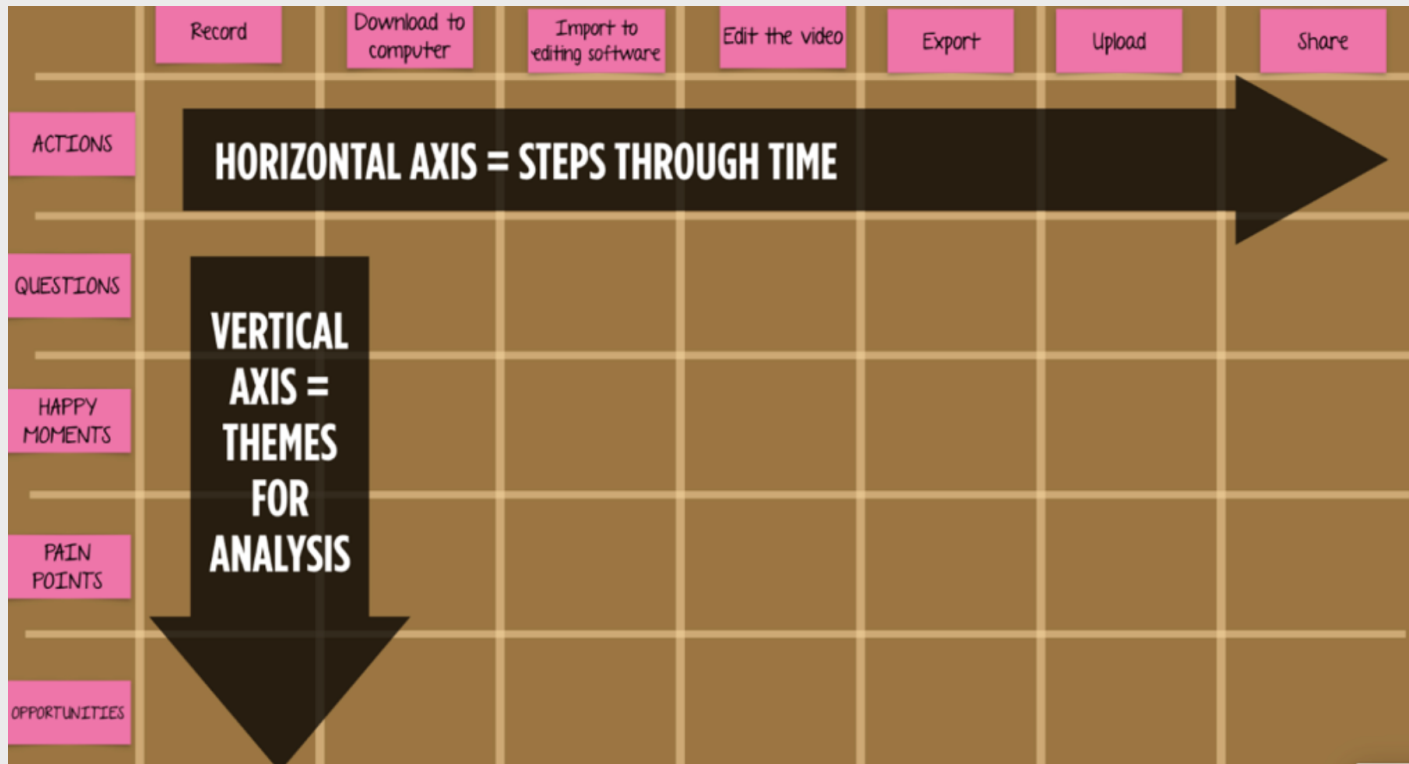 Record
Download to
computer
Import to
editing software
Edit the video
Export
Upload
Share
ACTIONS
HORIZONTAL AXIS = STEPS THROUGH TIME
QUESTIONS
VERTICAL
AXIS =
THEMES
FOR
ANALYSIS
HAPPY
MOMENTS
PAIN
POINTS
OPPORTUNITIES